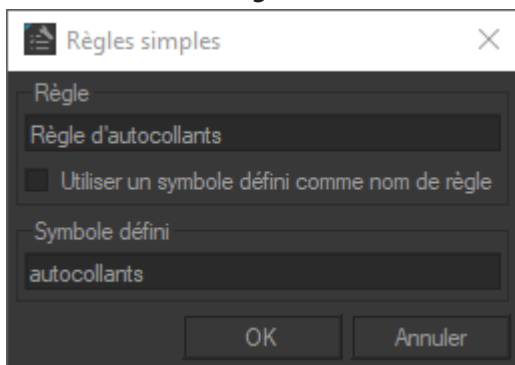 Règles simples
Règle
Règle d'autocollants
Utiliser un symbole défini comme nom de règle
Symbole défini
autocollants
OK
Annuler